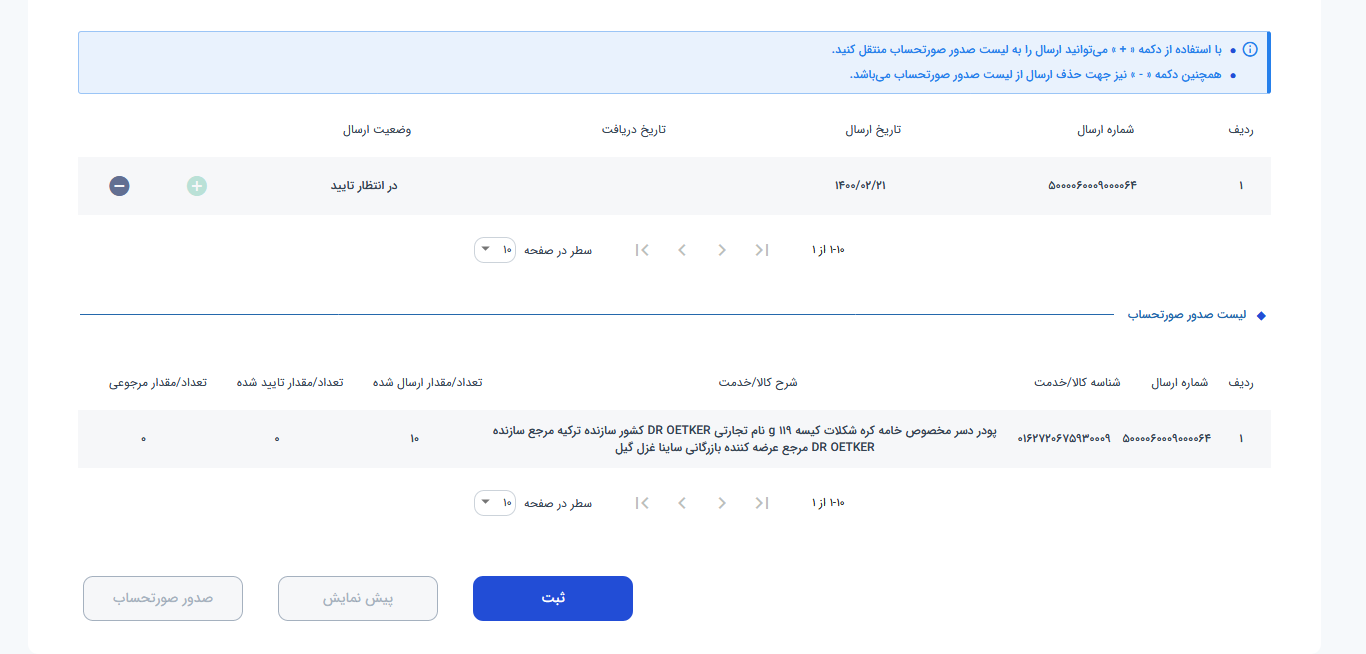 با استفاده از دکمه « + » می‌توانید ارسال را به لیست صدور صورتحساب منتقل کنید.
همچنین دکمه « - » نیز جهت حذف ارسال از لیست صدور صورتحساب می‌باشد.
ردیف شماره ارسال تاریخ ارسال تاریخ دریافت وضعیت ارسال
۱ ۵۰۰۰۰۶۰۰۰۹۰۰۰۰۶۴ ۱۴۰۰/۰۲/۲۱ در انتظار تایید
۱-۱۰ از ۱ سطر در صفحه ۱۰
لیست صدور صورتحساب
ردیف شماره ارسال شناسه کالا/خدمت شرح کالا/خدمت تعداد/مقدار ارسال شده تعداد/مقدار تایید شده تعداد/مقدار مرجوعی
۱ ۵۰۰۰۰۶۰۰۰۹۰۰۰۰۶۴ ۰۱۶۲۷۲۰۶۷۵۹۳۰۰۰۹ پودر دسر مخصوص خامه کره شکلات کیسه ۱۱۹ g نام تجارتی DR OETKER کشور سازنده ترکیه مرجع سازنده ۱۰ ۰ ۰
DR OETKER مرجع عرضه کننده بازرگانی ساینا غزل گیل
۱-۱۰ از ۱ سطر در صفحه ۱۰
ثبت پیش نمایش صدور صورتحساب